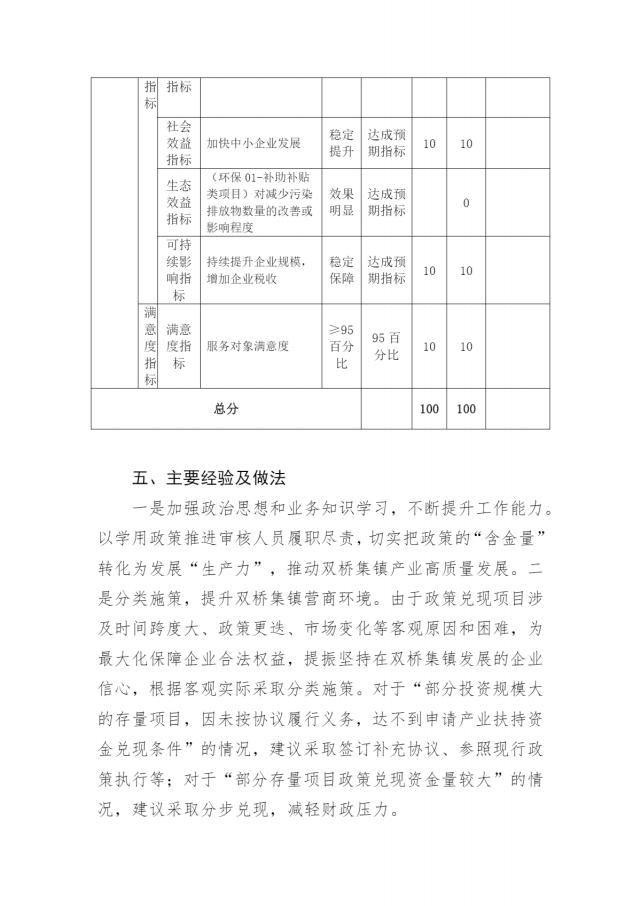 指标 指标
社会效益指标 加快中小企业发展 稳定提升 达成预期指标 10 10
生态效益指标 （环保 01-补助补贴类项目）对减少污染排放物数量的改善或影响程度 效果明显 达成预期指标 0
可持续影响指标 持续提升企业规模，增加企业税收 稳定保障 达成预期指标 10 10
满意度指标 满意度指标 服务对象满意度 ≥95百分比 95 百分比 10 10
总分 100 100
五、主要经验及做法
一是加强政治思想和业务知识学习，不断提升工作能力。
以学用政策推进审核人员履职尽责，切实把政策的“含金量”
转化为发展“生产力”，推动双桥集镇产业高质量发展。二
是分类施策，提升双桥集镇营商环境。由于政策兑现项目涉
及时间跨度大、政策更迭、市场变化等客观原因和困难，为
最大化保障企业合法权益，提振坚持在双桥集镇发展的企业
信心，根据客观实际采取分类施策。对于“部分投资规模大
的存量项目，因未按协议履行义务，达不到申请产业扶持资
金兑现条件”的情况，建议采取签订补充协议、参照现行政
策执行等；对于“部分存量项目政策兑现资金量较大”的情
况，建议采取分步兑现，减轻财政压力。